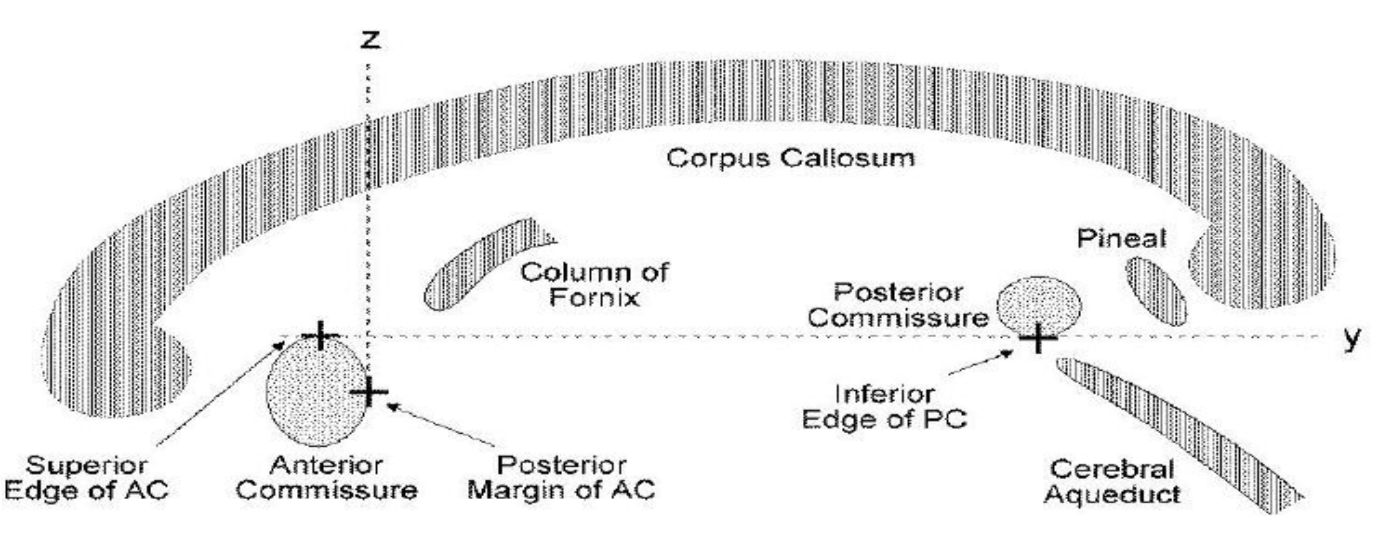 z
Corpus Callosum
Pineal
Column of
Fornix
Posterior
Commissure
y
Inferior
Edge of PC
Superior
Edge of AC
Anterior
Commissure
Posterior
Margin of AC
Cerebral
Aqueduct